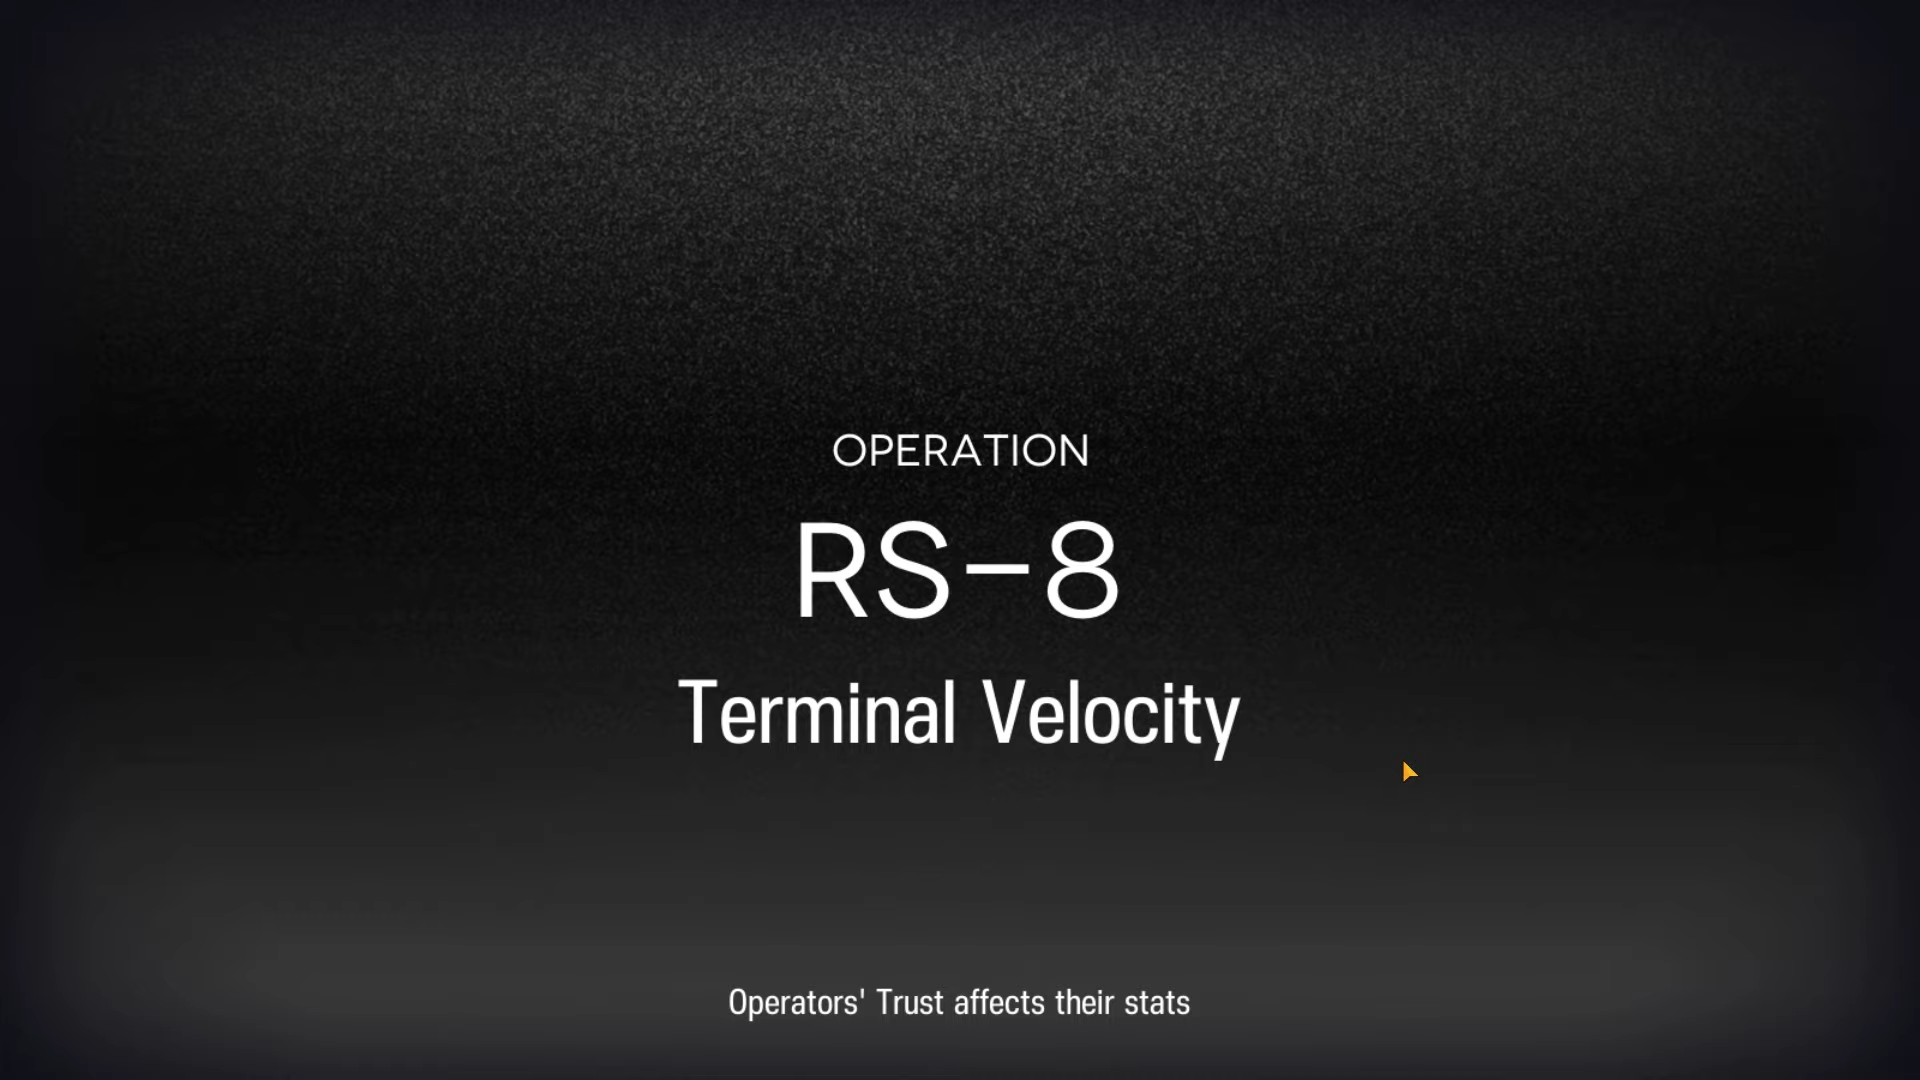 OPERATION
RS-8
Terminal Velocity
Operators' Trust affects their stats